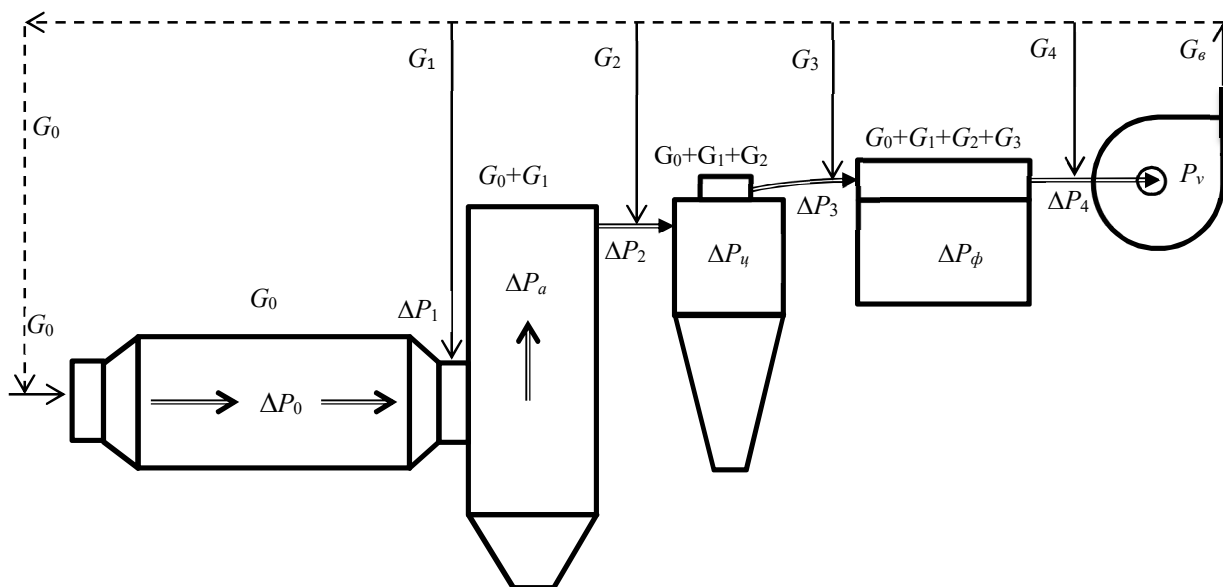 G₁
G₂
G₃
G₄
Gв
G₀
G₀+G₁+G₂+G₃
G₀+G₁+G₂
G₀+G₁
Pv
ΔP₃
ΔP₄
ΔP₂
ΔPц
ΔPф
ΔPа
ΔP₁
G₀
G₀
ΔP₀